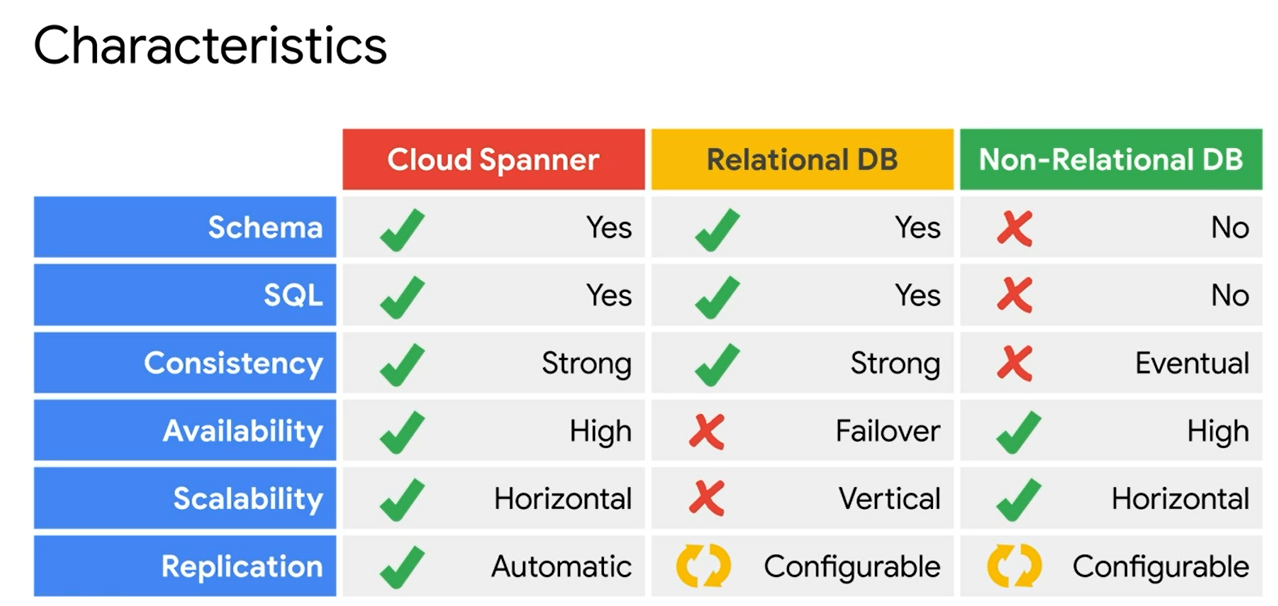 Characteristics
Cloud Spanner Relational DB Non-Relational DB
Schema Yes Yes No
SQL Yes Yes No
Consistency Strong Strong Eventual
Availability High Failover High
Scalability Horizontal Vertical Horizontal
Replication Automatic Configurable Configurable